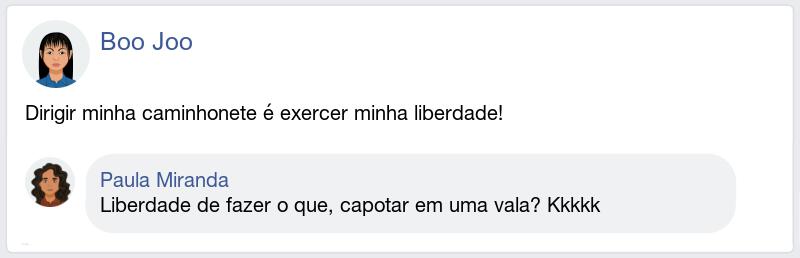 Boo Joo
Dirigir minha caminhonete é exercer minha liberdade!
Paula Miranda
Liberdade de fazer o que, capotar em uma vala? Kkkkk